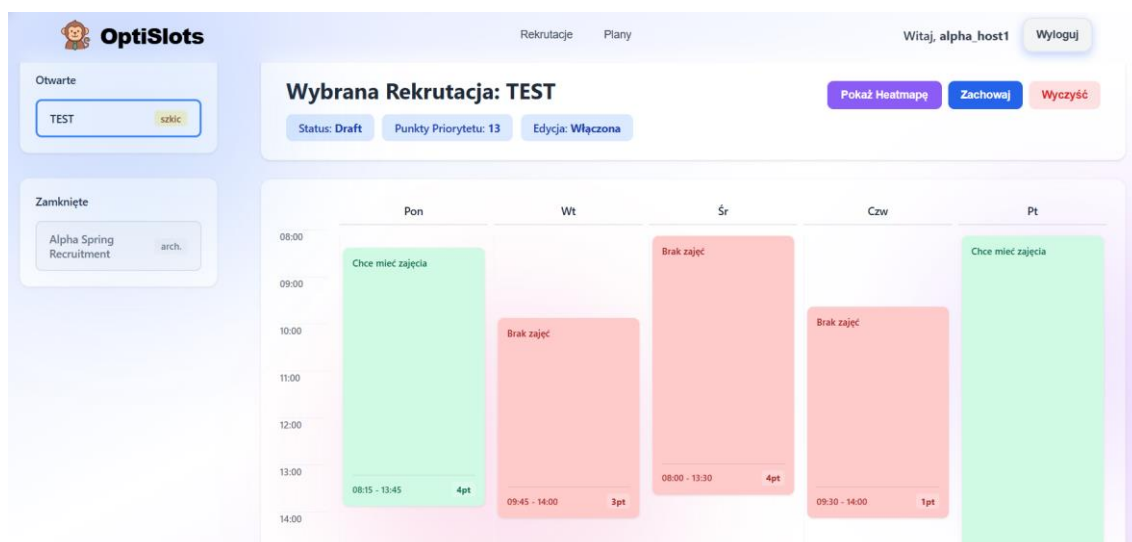 OptiSlots
Rekrutacje Plany
Witaj, alpha_host1 Wyloguj
Otwarte
TEST szkic
Zamknięte
Alpha Spring
Recruitment
arch.
Wybrana Rekrutacja: TEST
Pokaż Heatmapę Zachowaj Wyczyść
Status: Draft Punkty Priorytetu: 13 Edycja: Włączona
Pon Wt Śr Czw Pt
08:00
09:00
10:00
11:00
12:00
13:00
14:00
Chce mieć zajęcia
08:15 - 13:45 4pt
Brak zajęć
09:45 - 14:00 3pt
Brak zajęć
08:00 - 13:30 4pt
Brak zajęć
09:30 - 14:00 1pt
Chce mieć zajęcia